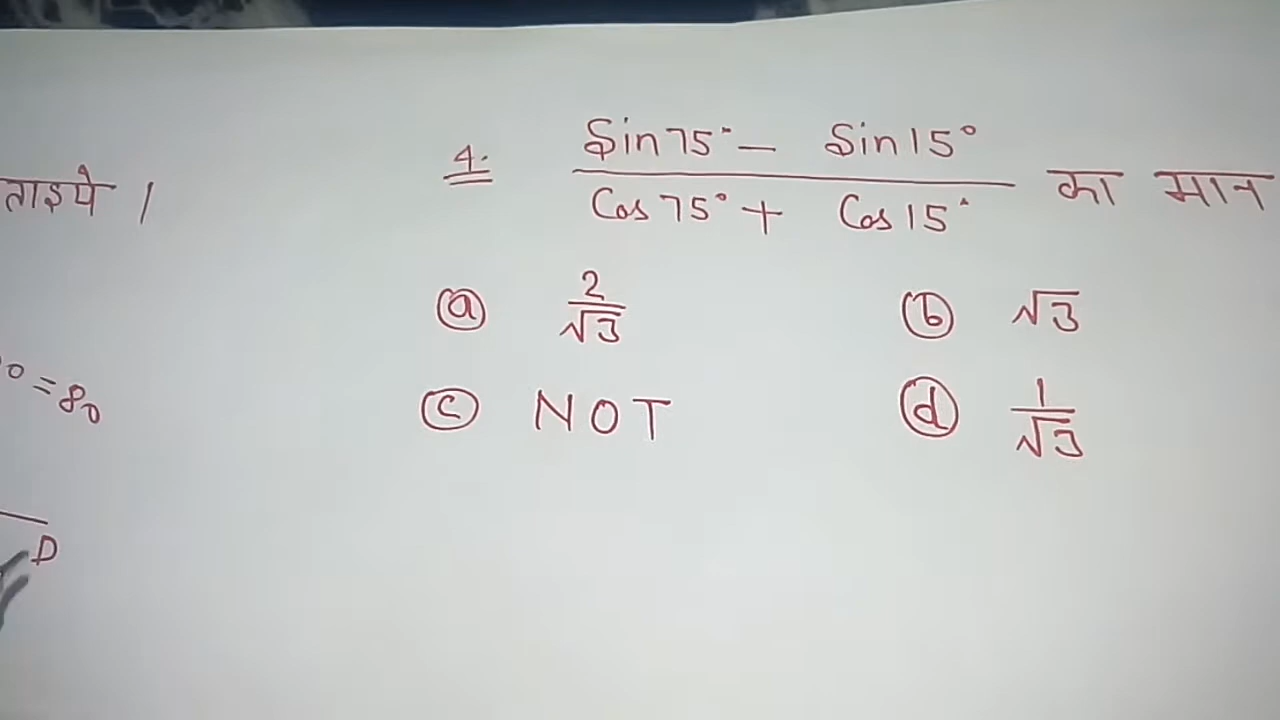 ताइये |
4. Sin75° - Sin15° / Cos75° + Cos15° का मान
(a) 2/√3
(b) √3
(c) NOT
(d) 1/√3
° = 80
D